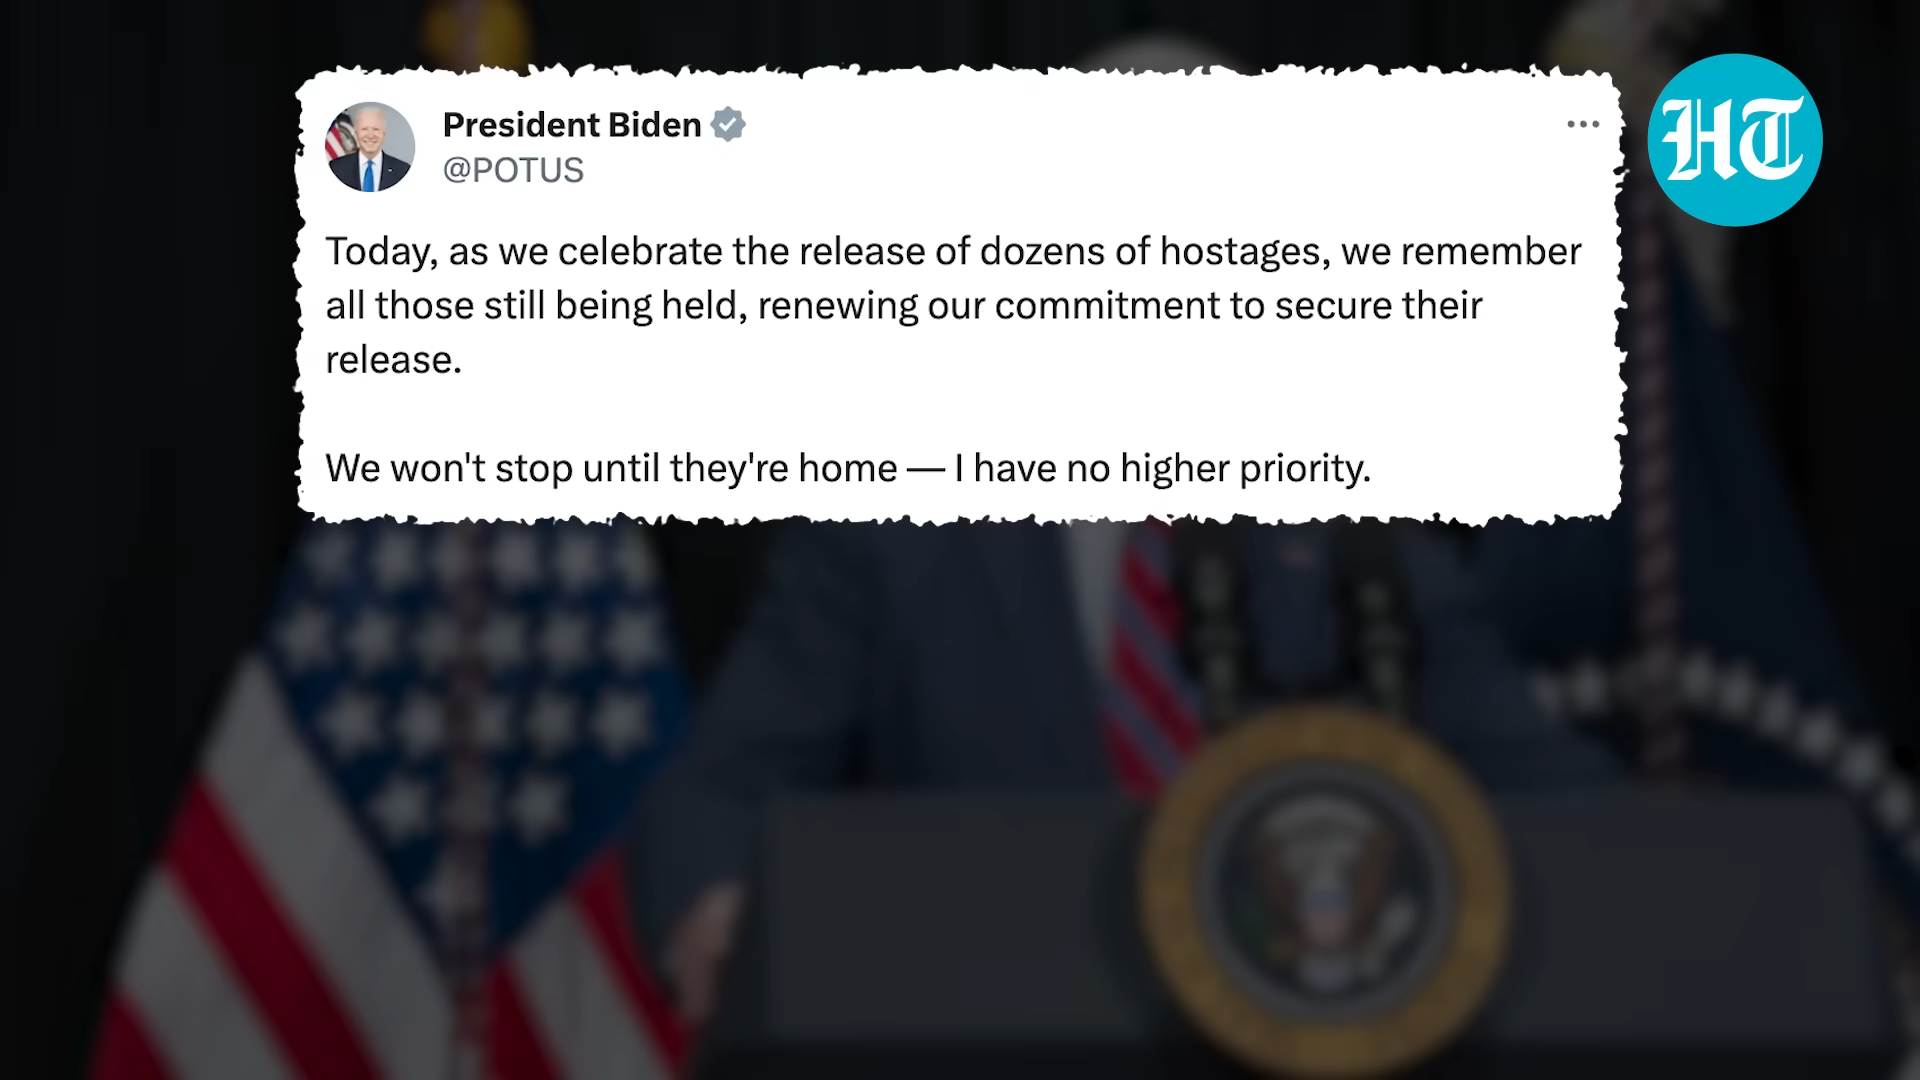 President Biden
@POTUS
HT
Today, as we celebrate the release of dozens of hostages, we remember
all those still being held, renewing our commitment to secure their
release.
We won't stop until they're home — I have no higher priority.